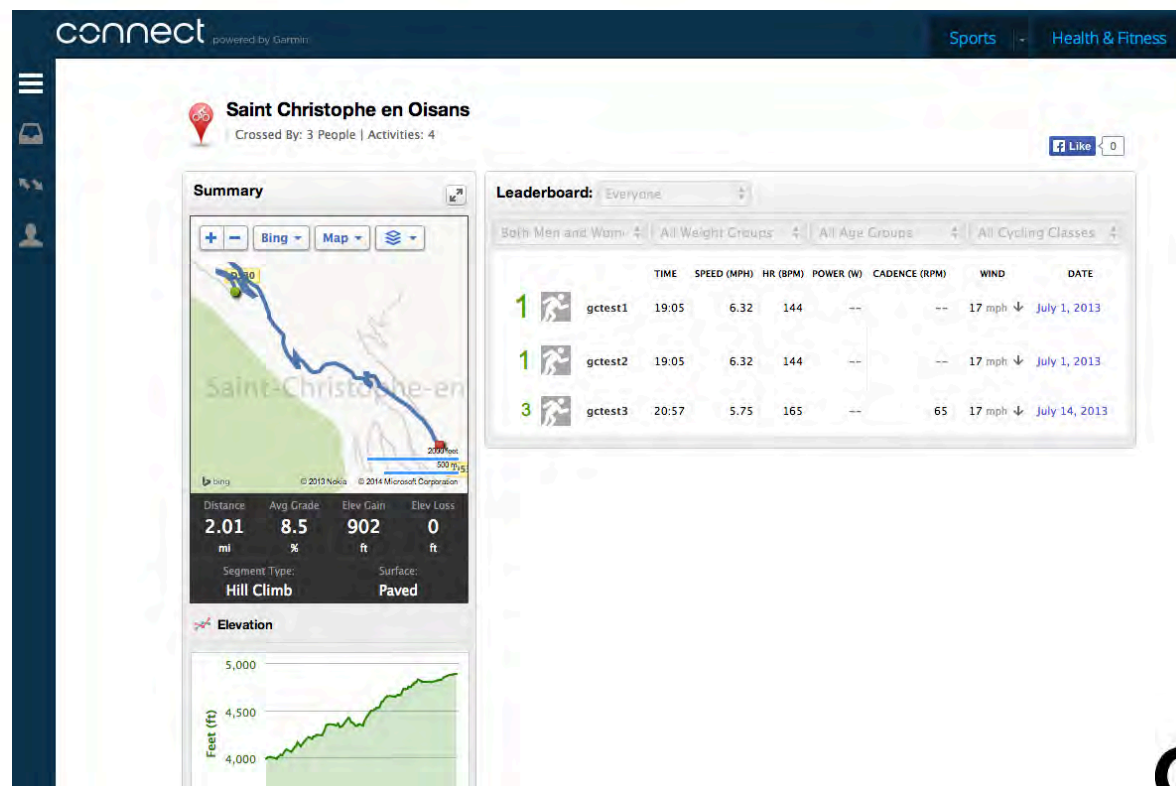 connect powered by Garmin
Sports Health & Fitness
Saint Christophe en Oisans
Crossed By: 3 People | Activities: 4
Like 0
Summary
+ − Bing Map
Saint-Christophe-en
2000 feet
500 m
bing © 2013 Nokia © 2014 Microsoft Corporation
Distance Avg Grade Elev Gain Elev Loss
2.01 8.5 902 0
mi % ft ft
Segment Type: Surface:
Hill Climb Paved
Elevation
5,000
4,500
4,000
Feet (ft)
Leaderboard: Everyone
All Weight Groups All Age Groups All Cycling Classes
TIME SPEED (MPH) HR (BPM) POWER (W) CADENCE (RPM) WIND DATE
1 gctest1 19:05 6.32 144 -- -- 17 mph ↓ July 1, 2013
1 gctest2 19:05 6.32 144 -- -- 17 mph ↓ July 1, 2013
3 gctest3 20:57 5.75 165 -- 65 17 mph ↓ July 14, 2013